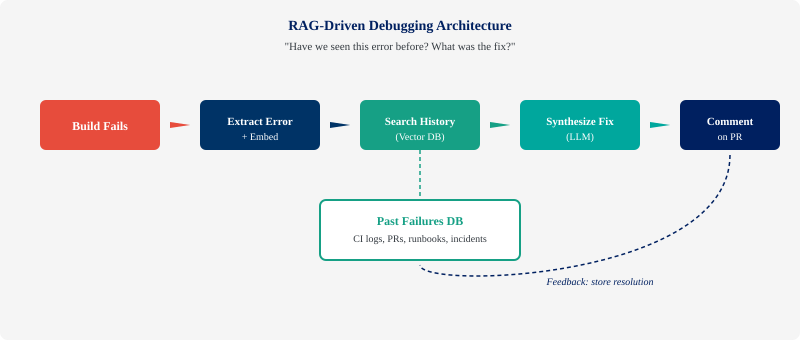 RAG-Driven Debugging Architecture
"Have we seen this error before? What was the fix?"
Build Fails
Extract Error
+ Embed
Search History
(Vector DB)
Synthesize Fix
(LLM)
Comment
on PR
Past Failures DB
CI logs, PRs, runbooks, incidents
Feedback: store resolution